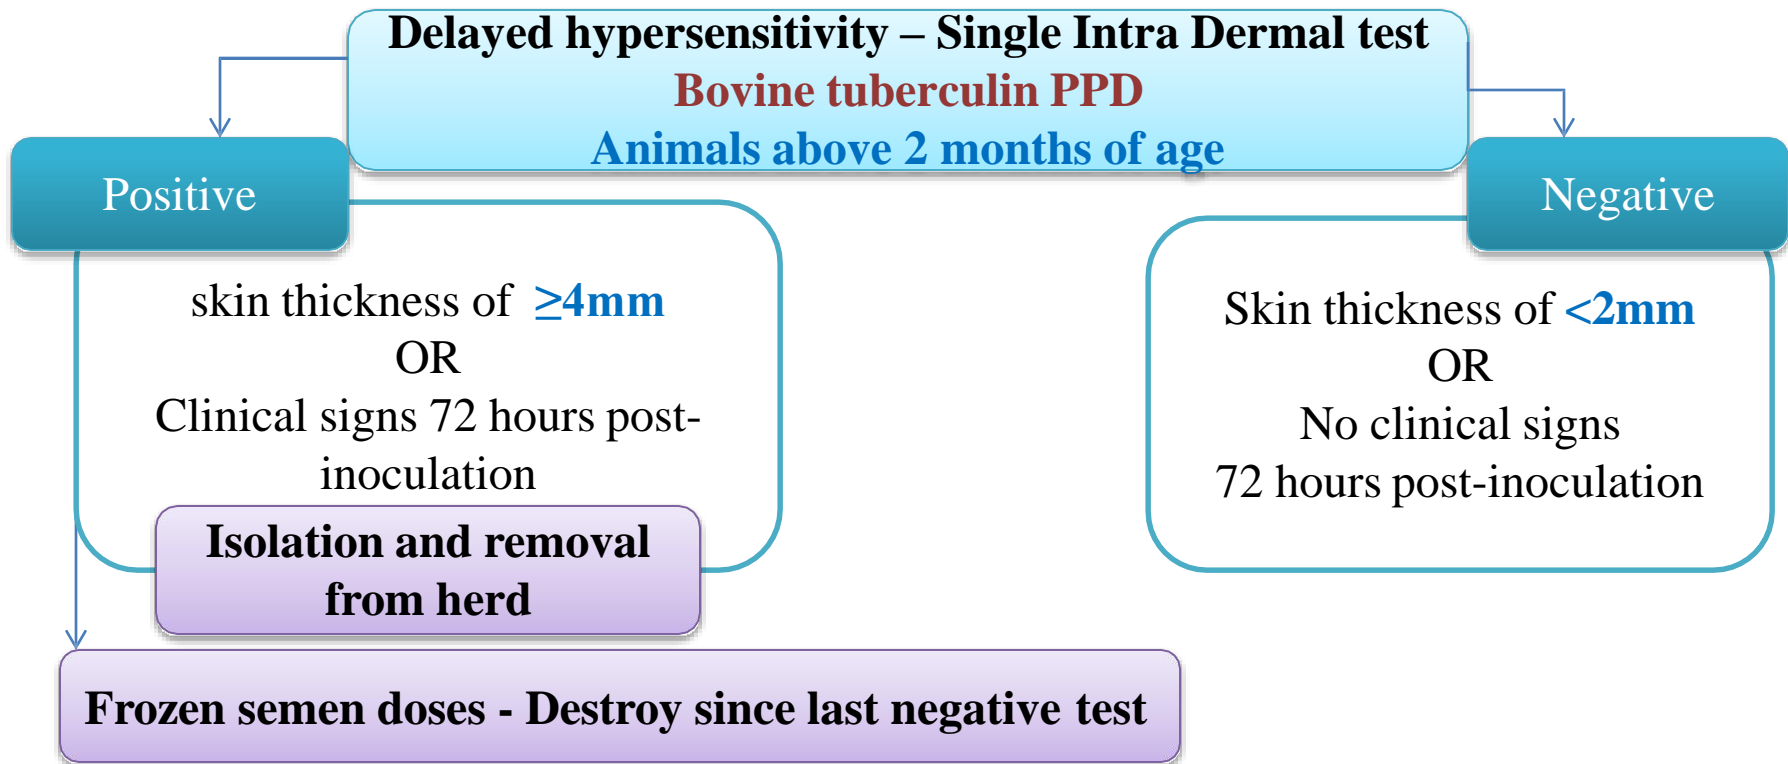 Delayed hypersensitivity – Single Intra Dermal test
Bovine tuberculin PPD
Animals above 2 months of age
Positive
skin thickness of ≥4mm
OR
Clinical signs 72 hours post-
inoculation
Isolation and removal
from herd
Frozen semen doses - Destroy since last negative test
Negative
Skin thickness of <2mm
OR
No clinical signs
72 hours post-inoculation